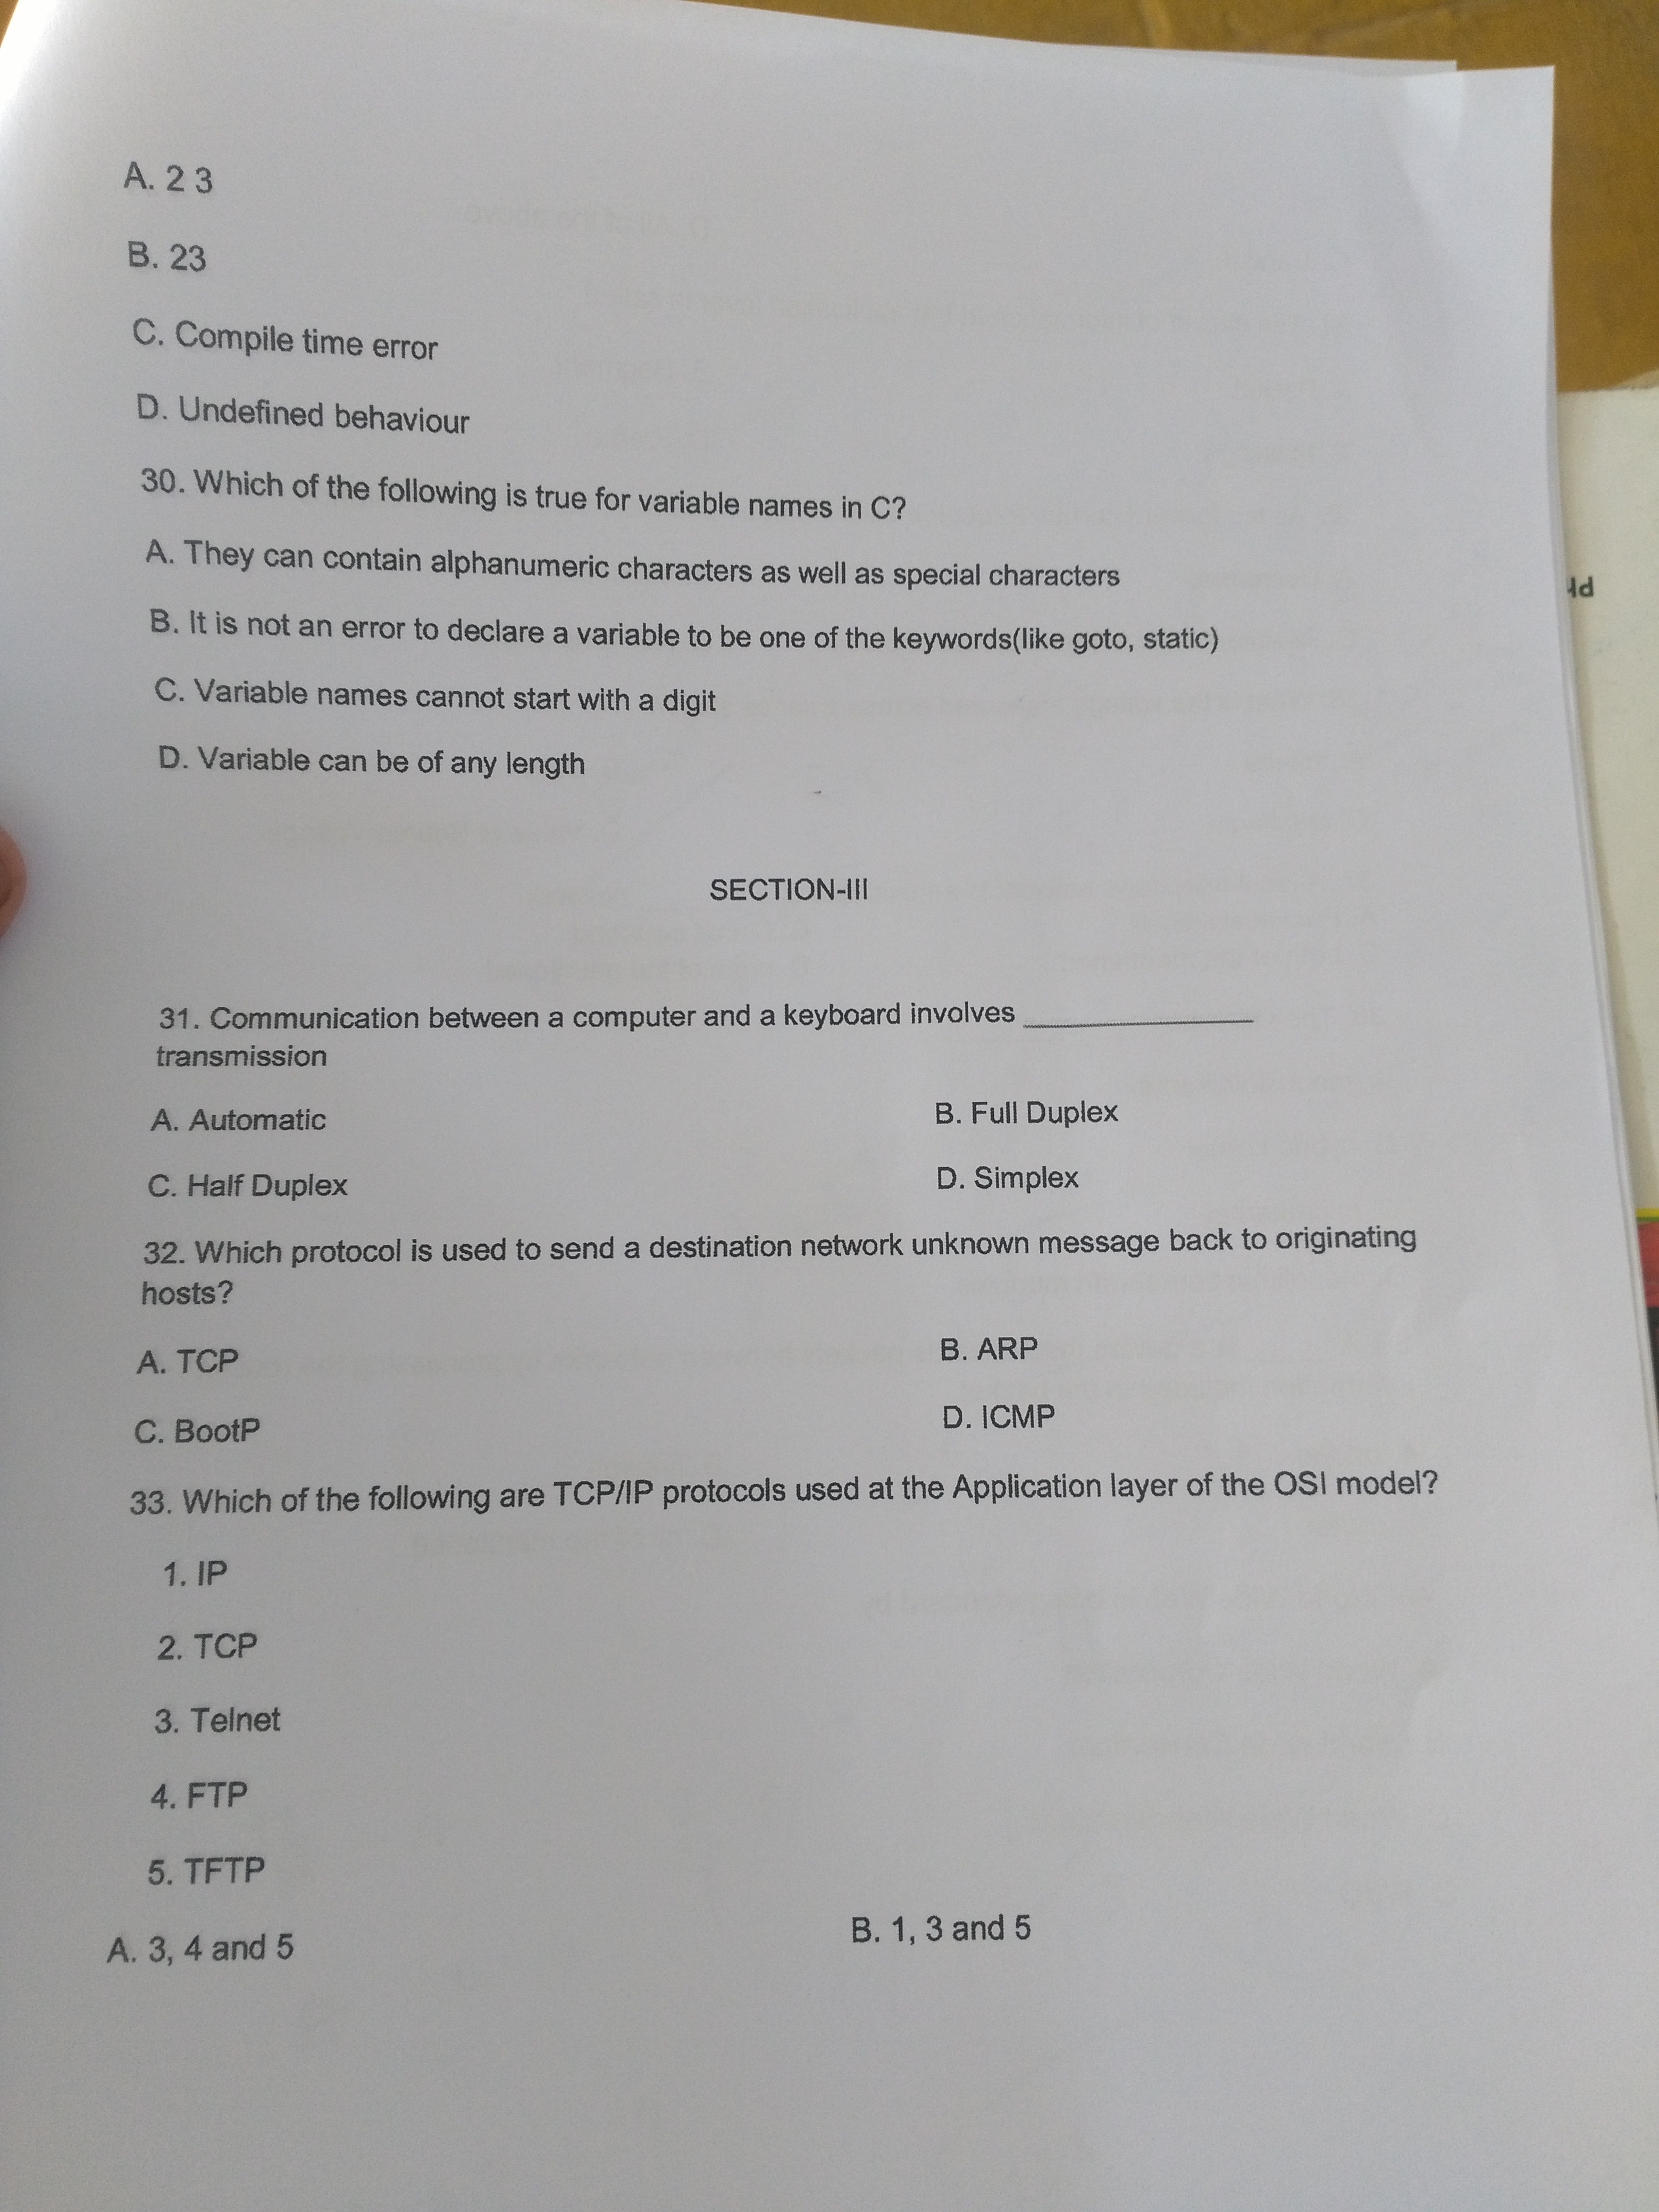 A. 2 3
B. 23
C. Compile time error
D. Undefined behaviour
30. Which of the following is true for variable names in C?
A. They can contain alphanumeric characters as well as special characters
B. It is not an error to declare a variable to be one of the keywords(like goto, static)
C. Variable names cannot start with a digit
D. Variable can be of any length
SECTION-III
31. Communication between a computer and a keyboard involves ______________
transmission
A. Automatic
B. Full Duplex
C. Half Duplex
D. Simplex
32. Which protocol is used to send a destination network unknown message back to originating
hosts?
A. TCP
B. ARP
C. BootP
D. ICMP
33. Which of the following are TCP/IP protocols used at the Application layer of the OSI model?
1. IP
2. TCP
3. Telnet
4. FTP
5. TFTP
A. 3, 4 and 5
B. 1, 3 and 5